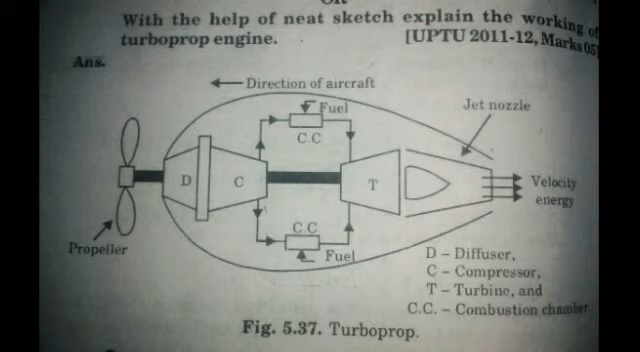 With the help of neat sketch explain the working of
turboprop engine. [UPTU 2011-12, Marks 05]
Ans.
Direction of aircraft
Fuel
Jet nozzle
C.C
D
C
T
Velocity
energy
C.C
Fuel
Propeller
D – Diffuser,
C – Compressor,
T – Turbine, and
C.C. – Combustion chamber.
Fig. 5.37. Turboprop.